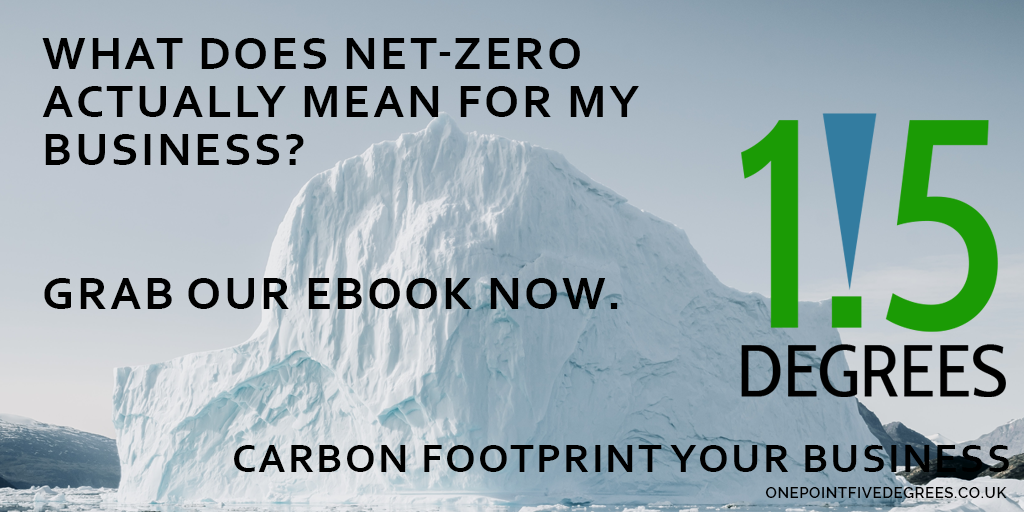 WHAT DOES NET-ZERO
ACTUALLY MEAN FOR MY
BUSINESS?
GRAB OUR EBOOK NOW.
1.5
DEGREES
CARBON FOOTPRINT YOUR BUSINESS
ONEPOINTFIVEDEGREES.CO.UK